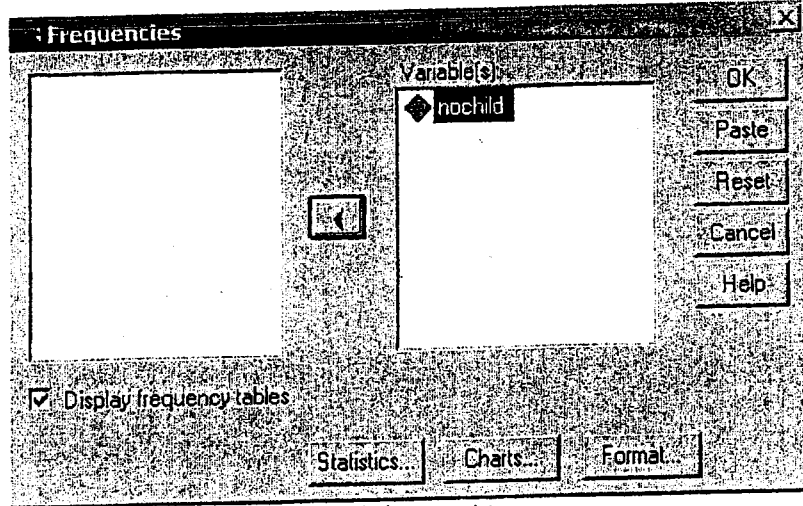 Frequencies
Variable(s):
nochild
OK
Paste
Reset
Cancel
Help
Display frequency tables
Statistics...
Charts...
Format...